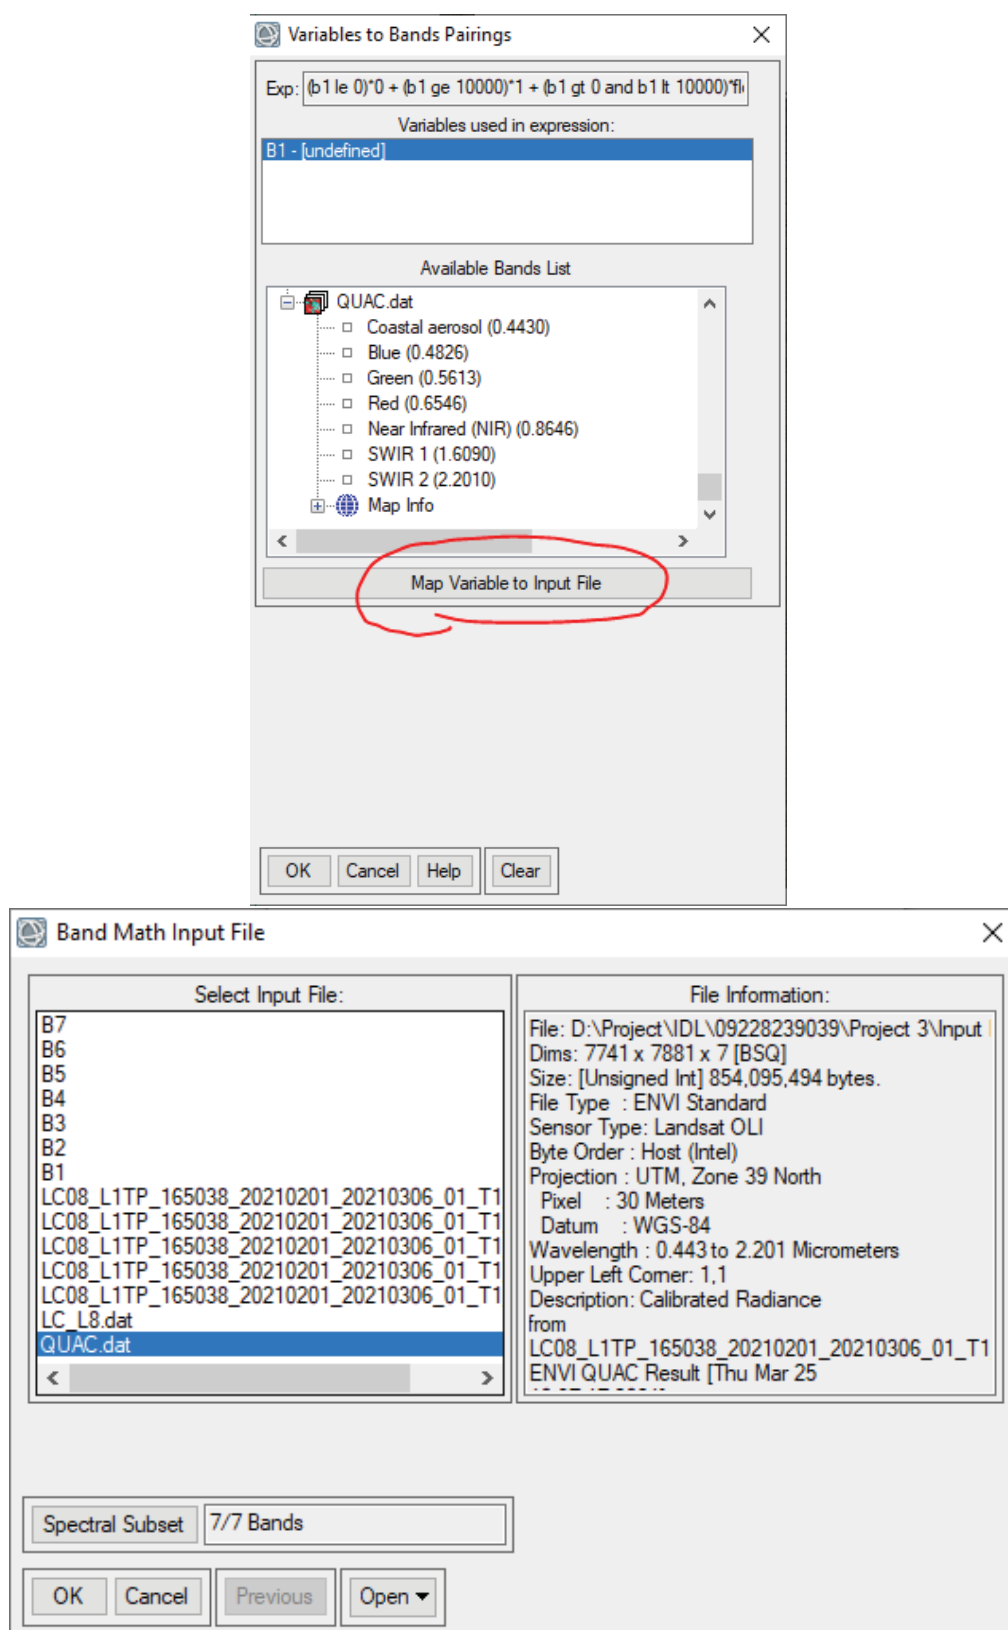 Variables to Bands Pairings
Exp: (b1 le 0)*0 + (b1 ge 10000)*1 + (b1 gt 0 and b1 lt 10000)*fl
Variables used in expression:
B1 - [undefined]
Available Bands List
QUAC.dat
Coastal aerosol (0.4430)
Blue (0.4826)
Green (0.5613)
Red (0.6546)
Near Infrared (NIR) (0.8646)
SWIR 1 (1.6090)
SWIR 2 (2.2010)
Map Info
Map Variable to Input File
OK Cancel Help Clear
Band Math Input File
Select Input File:
B7
B6
B5
B4
B3
B2
B1
LC08_L1TP_165038_20210201_20210306_01_T1
LC08_L1TP_165038_20210201_20210306_01_T1
LC08_L1TP_165038_20210201_20210306_01_T1
LC08_L1TP_165038_20210201_20210306_01_T1
LC08_L1TP_165038_20210201_20210306_01_T1
LC_L8.dat
QUAC.dat
File Information:
File: D:\Project\IDL\09228239039\Project 3\Input
Dims: 7741 x 7881 x 7 [BSQ]
Size: [Unsigned Int] 854,095,494 bytes.
File Type : ENVI Standard
Sensor Type: Landsat OLI
Byte Order : Host (Intel)
Projection : UTM, Zone 39 North
Pixel : 30 Meters
Datum : WGS-84
Wavelength : 0.443 to 2.201 Micrometers
Upper Left Corner: 1,1
Description: Calibrated Radiance
from
LC08_L1TP_165038_20210201_20210306_01_T1
ENVI QUAC Result [Thu Mar 25
Spectral Subset 7/7 Bands
OK Cancel Previous Open